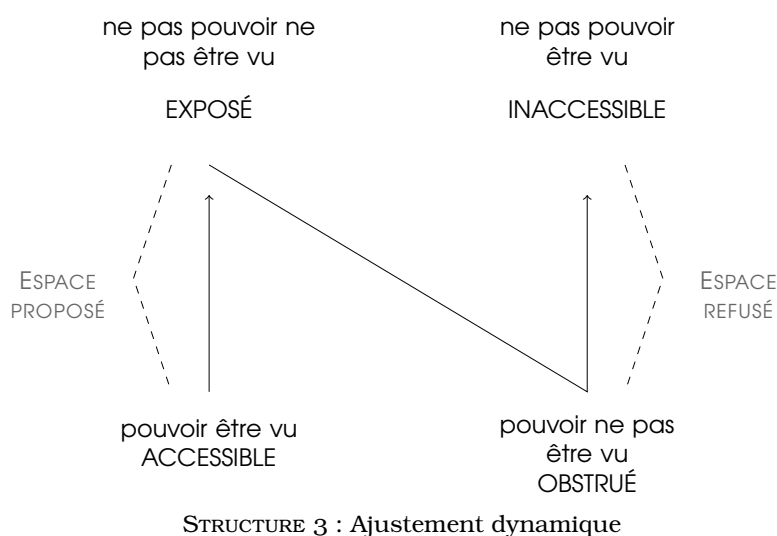 ne pas pouvoir ne
pas être vu
EXPOSÉ
ne pas pouvoir
être vu
INACCESSIBLE
ESPACE
PROPOSÉ
ESPACE
REFUSÉ
pouvoir être vu
ACCESSIBLE
pouvoir ne pas
être vu
OBSTRUÉ
STRUCTURE 3 : Ajustement dynamique